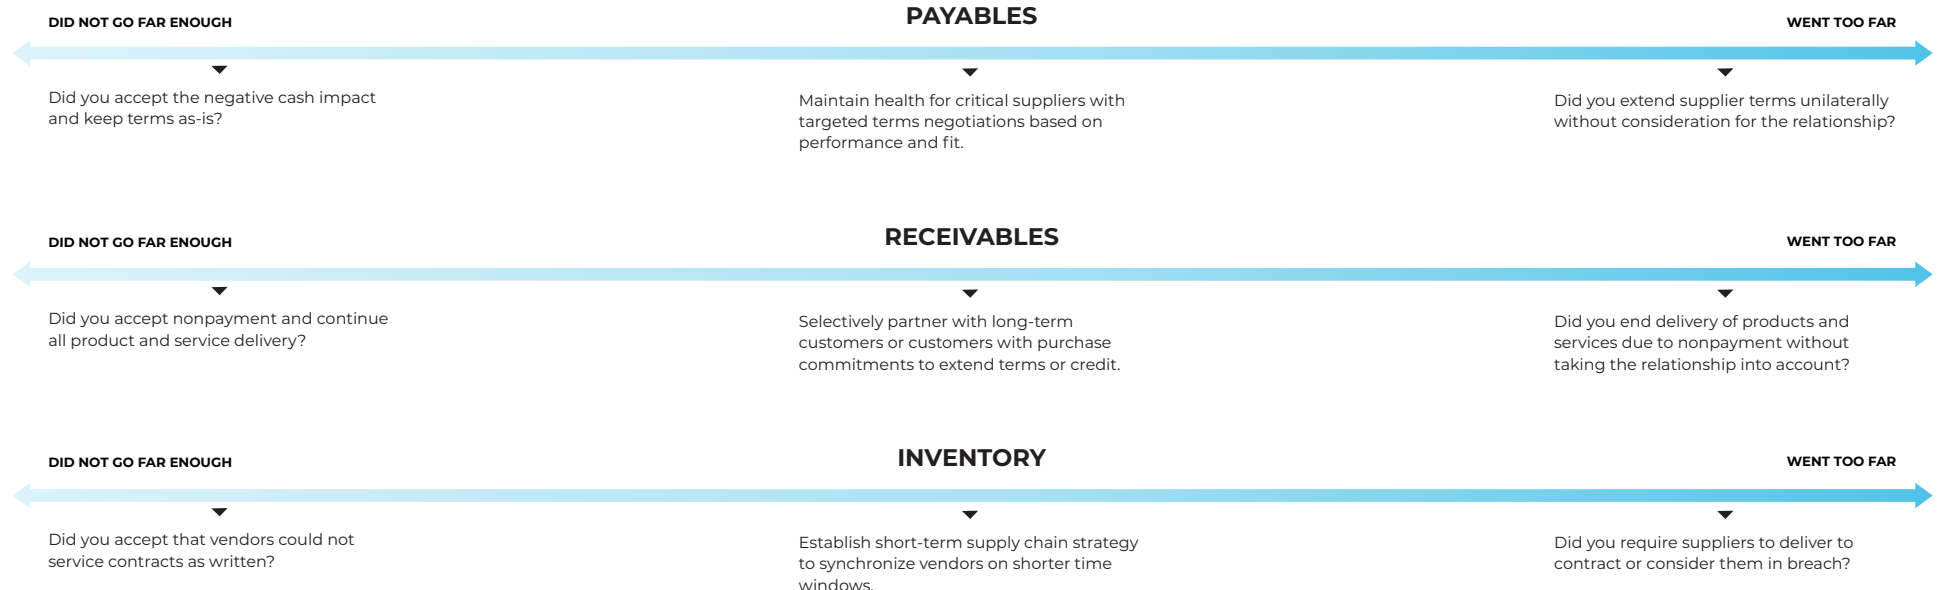 PAYABLES
DID NOT GO FAR ENOUGH
WENT TOO FAR
Did you accept the negative cash impact
and keep terms as-is?
Maintain health for critical suppliers with
targeted terms negotiations based on
performance and fit.
Did you extend supplier terms unilaterally
without consideration for the relationship?
RECEIVABLES
DID NOT GO FAR ENOUGH
WENT TOO FAR
Did you accept nonpayment and continue
all product and service delivery?
Selectively partner with long-term
customers or customers with purchase
commitments to extend terms or credit.
Did you end delivery of products and
services due to nonpayment without
taking the relationship into account?
INVENTORY
DID NOT GO FAR ENOUGH
WENT TOO FAR
Did you accept that vendors could not
service contracts as written?
Establish short-term supply chain strategy
to synchronize vendors on shorter time
windows.
Did you require suppliers to deliver to
contract or consider them in breach?